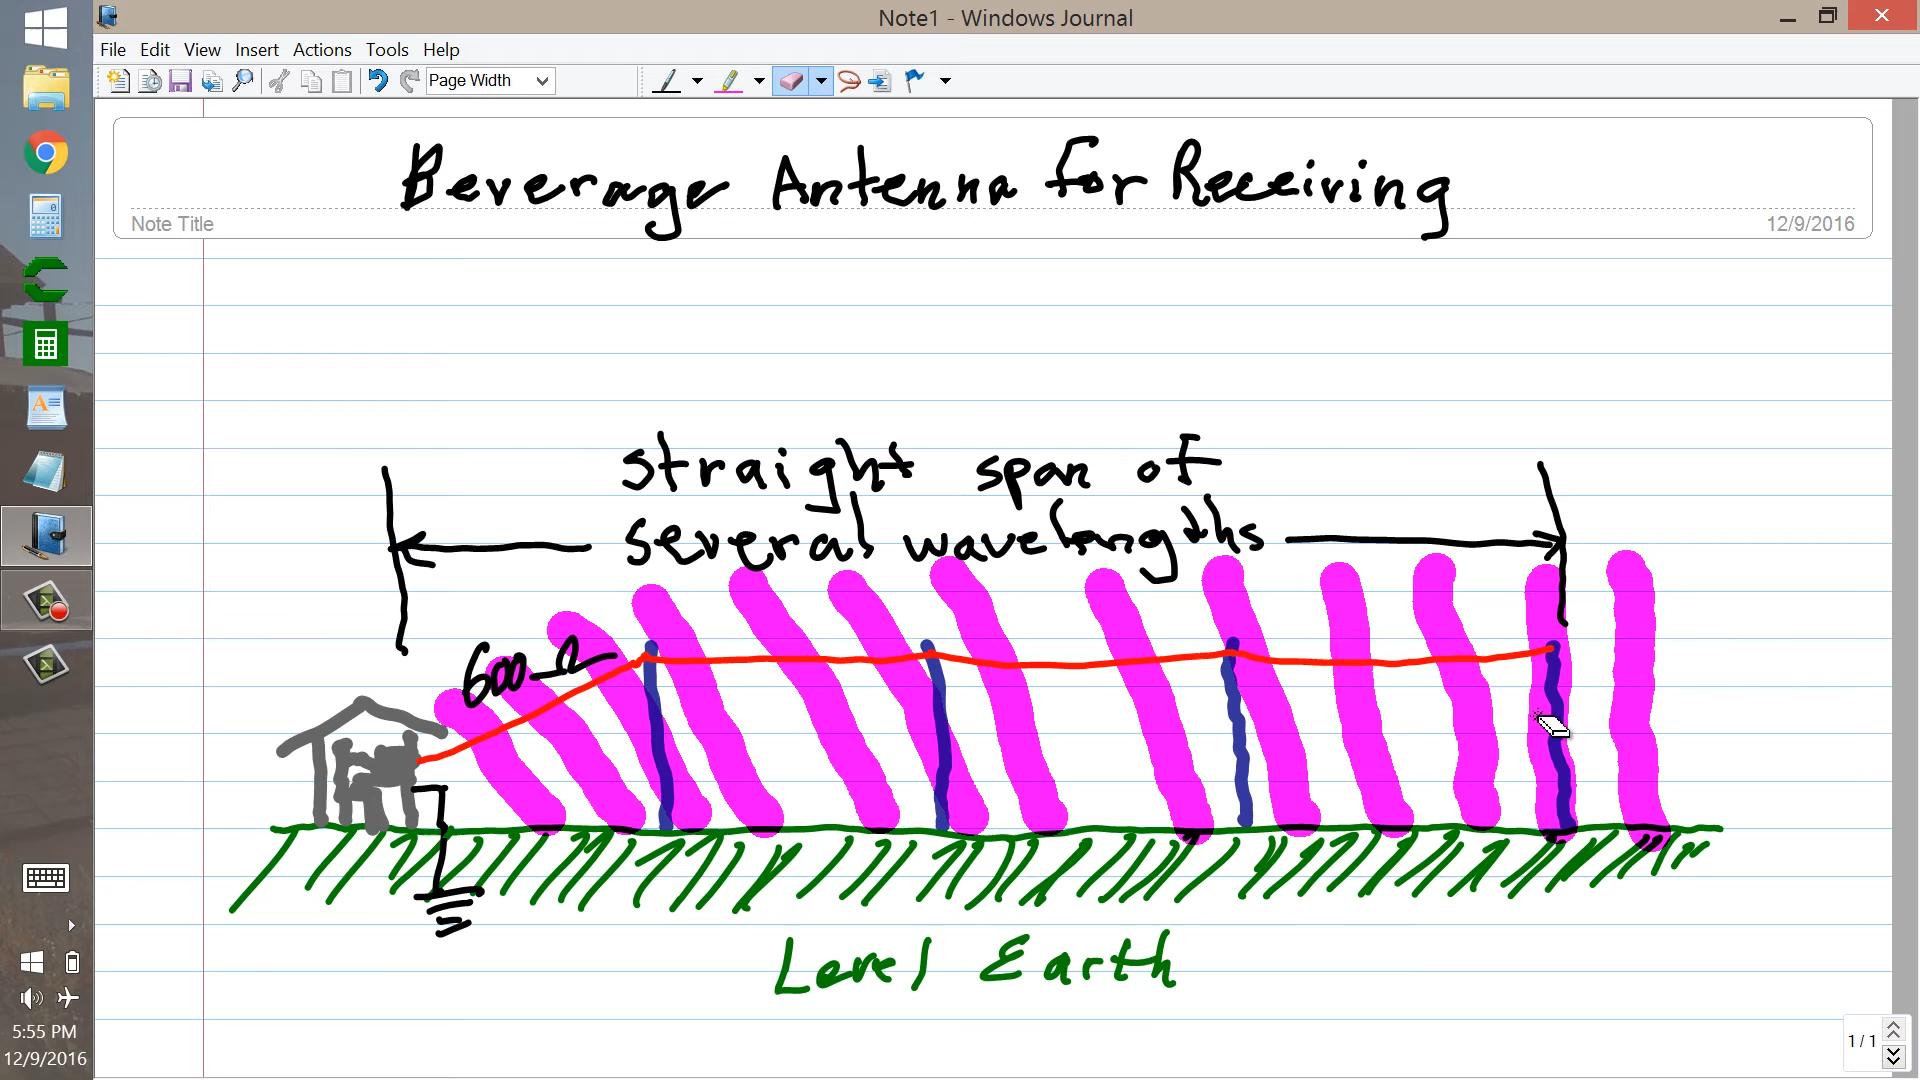 Note1 - Windows Journal
File Edit View Insert Actions Tools Help
Page Width
Beverage Antenna for Receiving
Note Title
12/9/2016
straight span of
several wavelengths
600 Ω
Level Earth
5:55 PM
12/9/2016
1 / 1